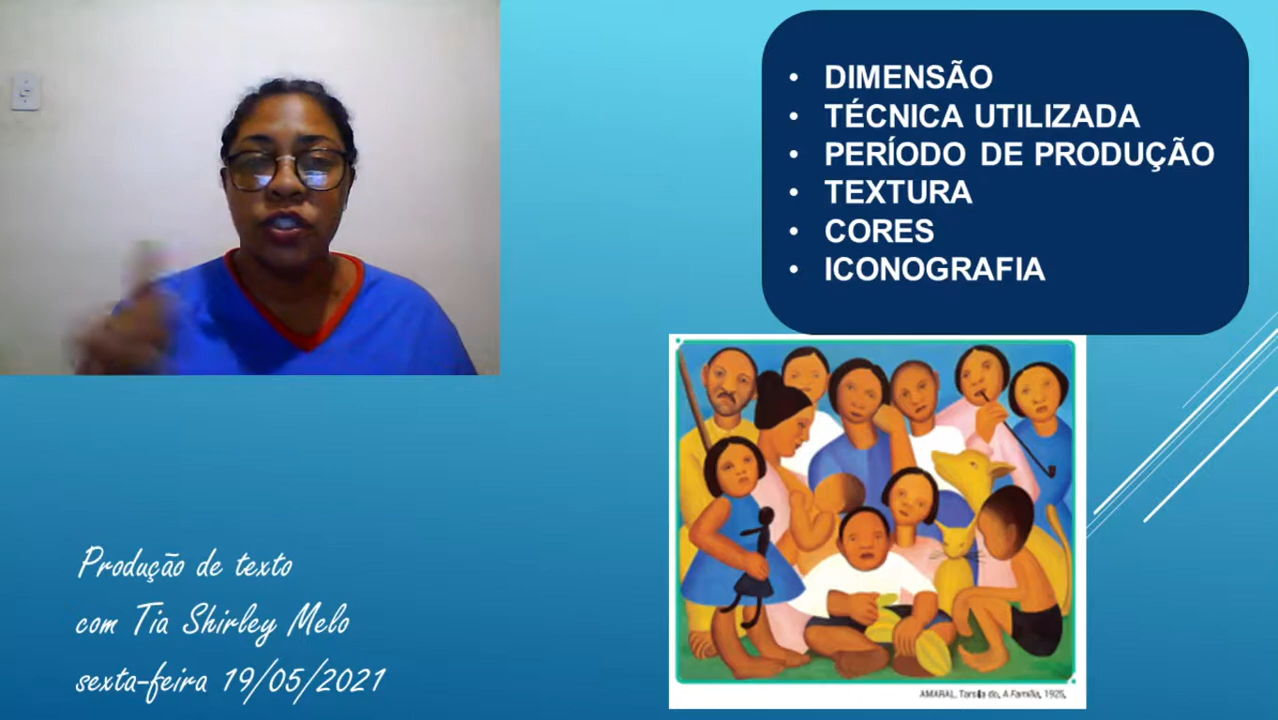 • DIMENSÃO
• TÉCNICA UTILIZADA
• PERÍODO DE PRODUÇÃO
• TEXTURA
• CORES
• ICONOGRAFIA
AMARAL, Tarsila do, A Família, 1925.
Produção de texto
com Tia Shirley Melo
sexta-feira 19/05/2021